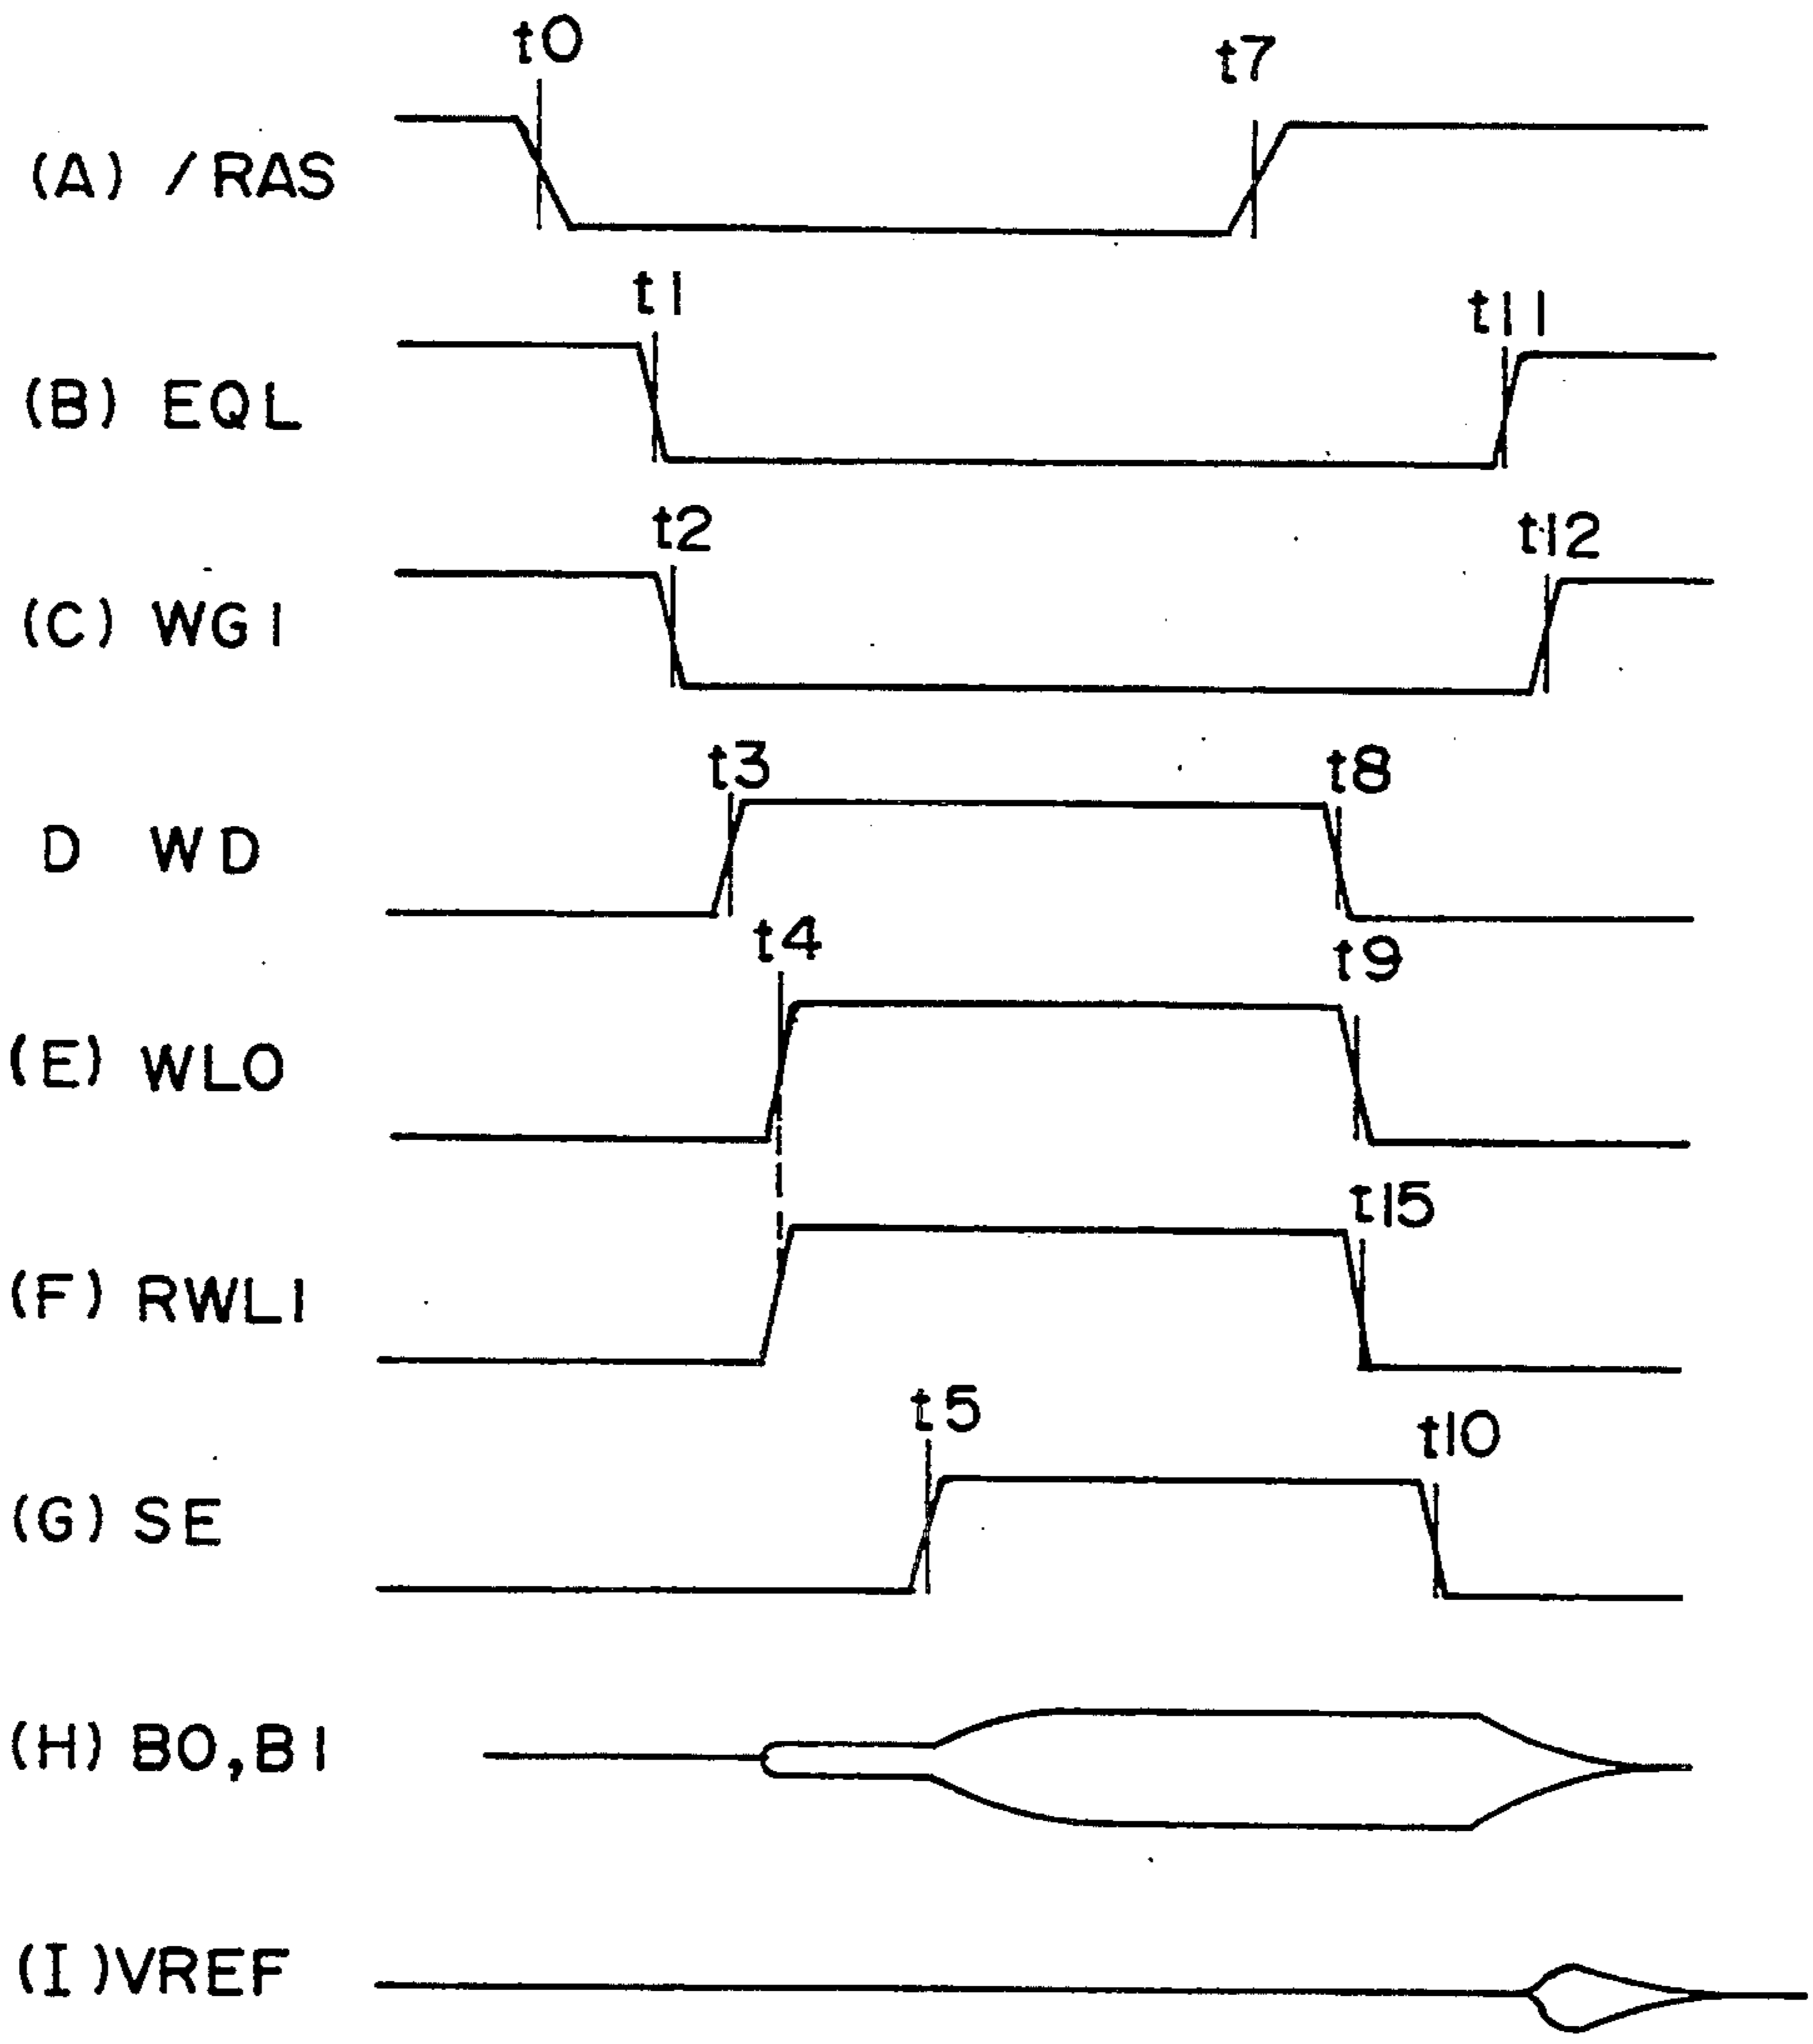 t0 t7
(A) /RAS
t1 t11
(B) EQL
t2 t12
(C) WG1
t3 t8
D WD
t4 t9
(E) WL0
t15
(F) RWL1
t5 t10
(G) SE
(H) B0,B1
(I) VREF